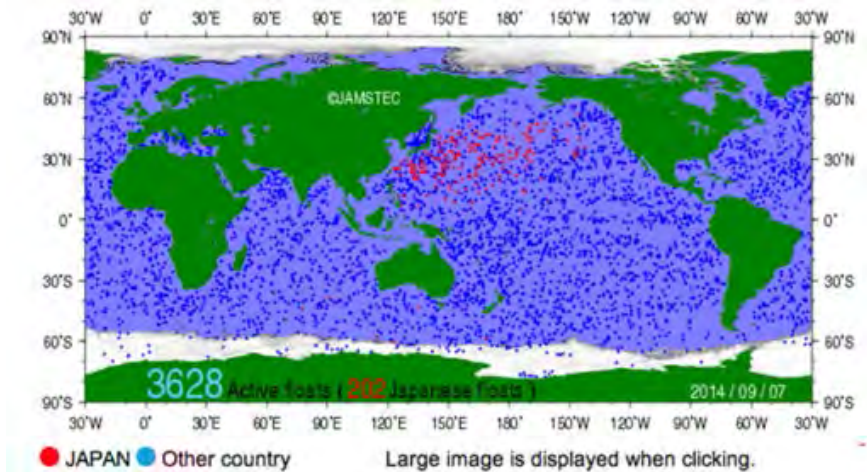 30˚W 0˚ 30˚E 60˚E 90˚E 120˚E 150˚E 180˚ 150˚W 120˚W 90˚W 60˚W 30˚W
90˚N 90˚N
©JAMSTEC
60˚N 60˚N
30˚N 30˚N
0˚ 0˚
30˚S 30˚S
60˚S 60˚S
3628 Active floats ( 202 Japanese floats ) 2014 / 09 / 07
90˚S 90˚S
30˚W 0˚ 30˚E 60˚E 90˚E 120˚E 150˚E 180˚ 150˚W 120˚W 90˚W 60˚W 30˚W
JAPAN Other country Large image is displayed when clicking.